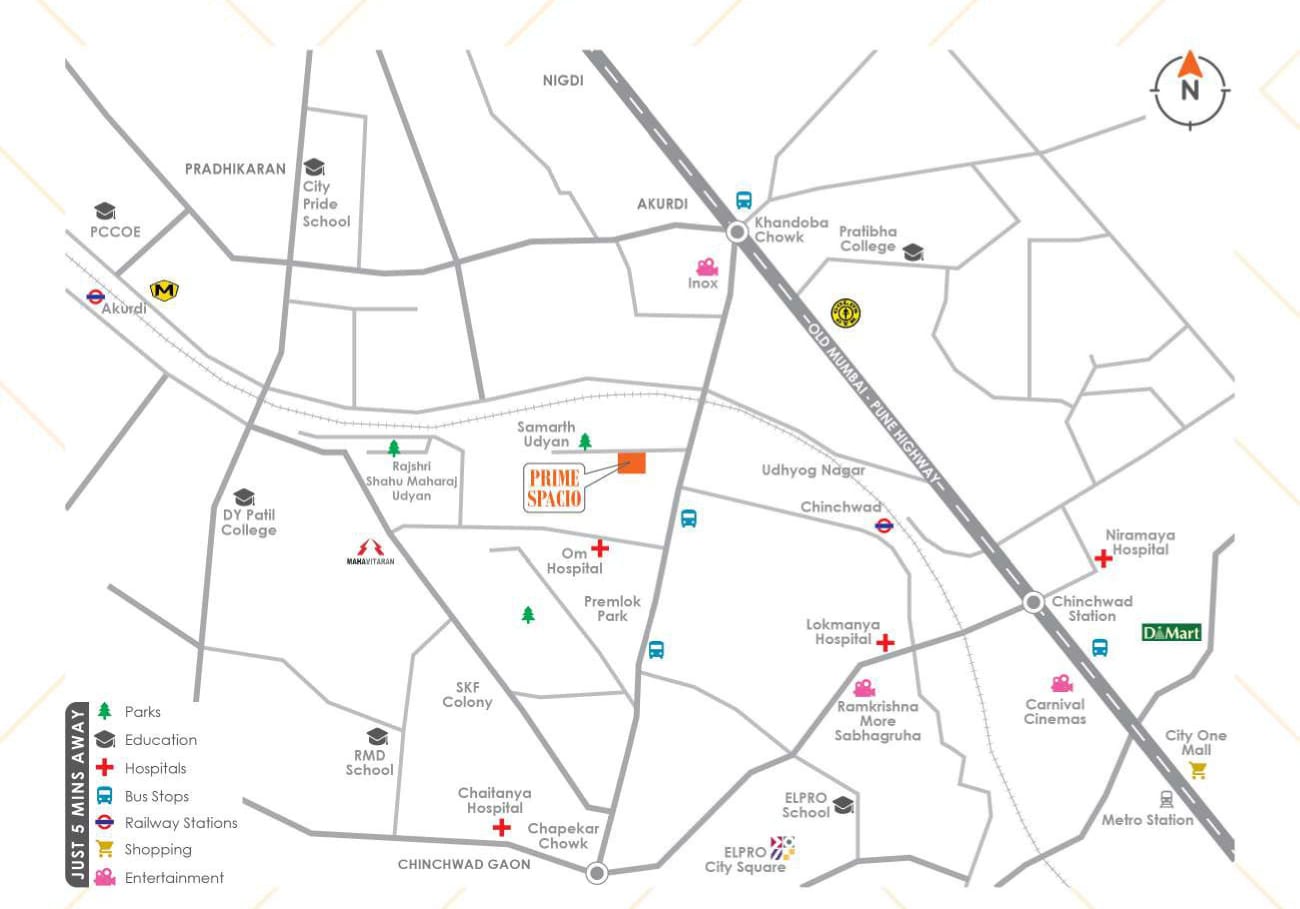 NIGDI
N
PRADHIKARAN
City
Pride
School
PCCOE
AKURDI
Khandoba
Chowk
Pratibha
College
Inox
M
Akurdi
GOLD'S
GYM
OLD MUMBAI - PUNE HIGHWAY
Samarth
Udyan
Rajshri
Shahu Maharaj
Udyan
PRIME
SPACIO
Udhyog Nagar
Chinchwad
DY Patil
College
MAHAVITARAN
Om
Hospital
Niramaya
Hospital
Premlok
Park
Chinchwad
Station
Lokmanya
Hospital
DMart
SKF
Colony
Ramkrishna
More
Sabhagruha
Carnival
Cinemas
City One
Mall
RMD
School
Chaitanya
Hospital
Chapekar
Chowk
ELPRO
School
Metro Station
ELPRO
City Square
CHINCHWAD GAON
JUST 5 MINS AWAY
Parks
Education
Hospitals
Bus Stops
Railway Stations
Shopping
Entertainment